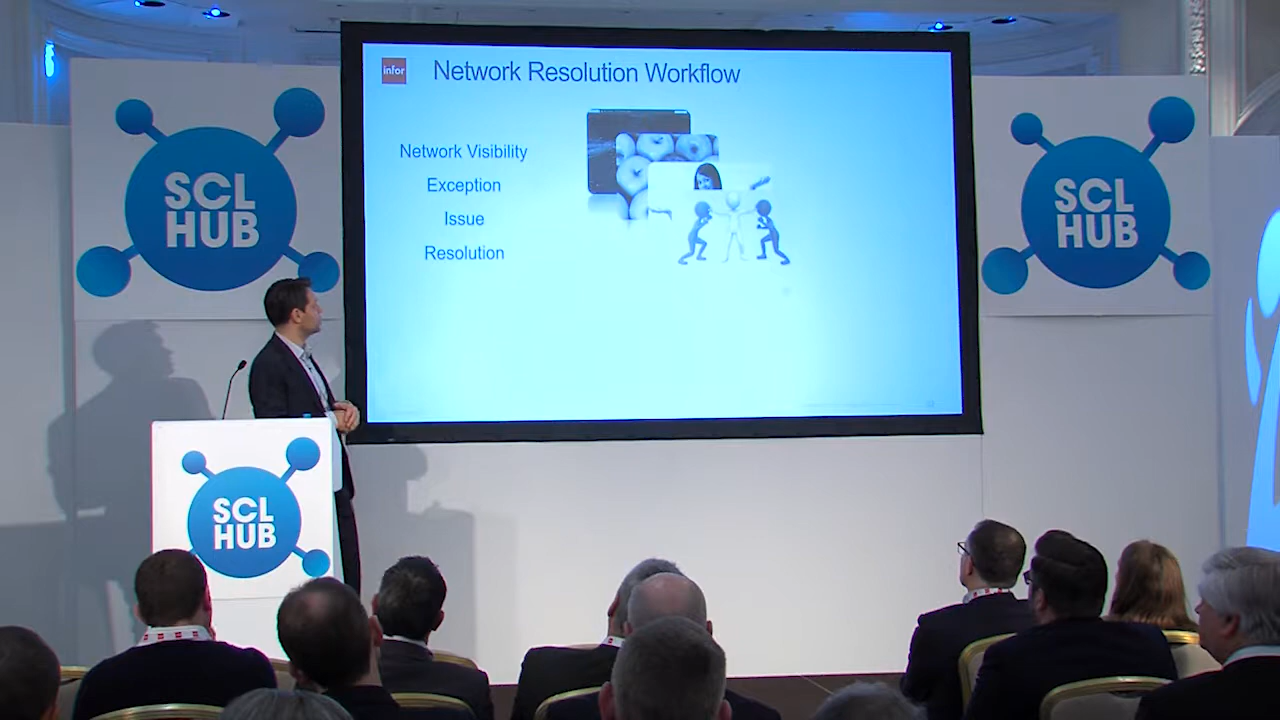 infor
Network Resolution Workflow
Network Visibility
Exception
Issue
Resolution
SCL
HUB
SCL
HUB
SCL
HUB